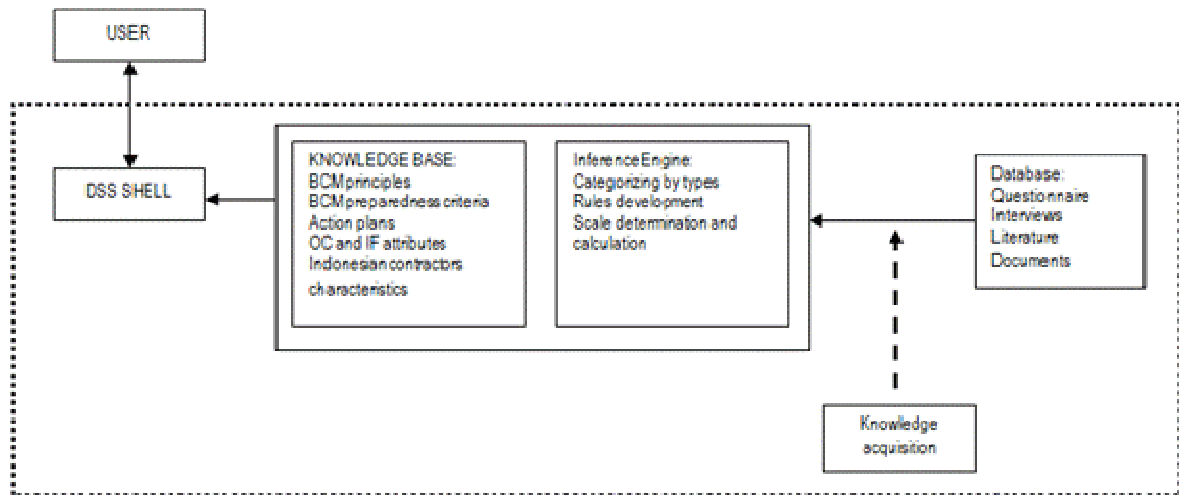 USER
DSS SHELL
KNOWLEDGE BASE:
BCM principles
BCM preparedness criteria
Action plans
OC and IF attributes
Indonesian contractors
characteristics
Inference Engine:
Categorizing by types
Rules development
Scale determination and
calculation
Database:
Questionnaire
Interviews
Literature
Documents
Knowledge
acquisition